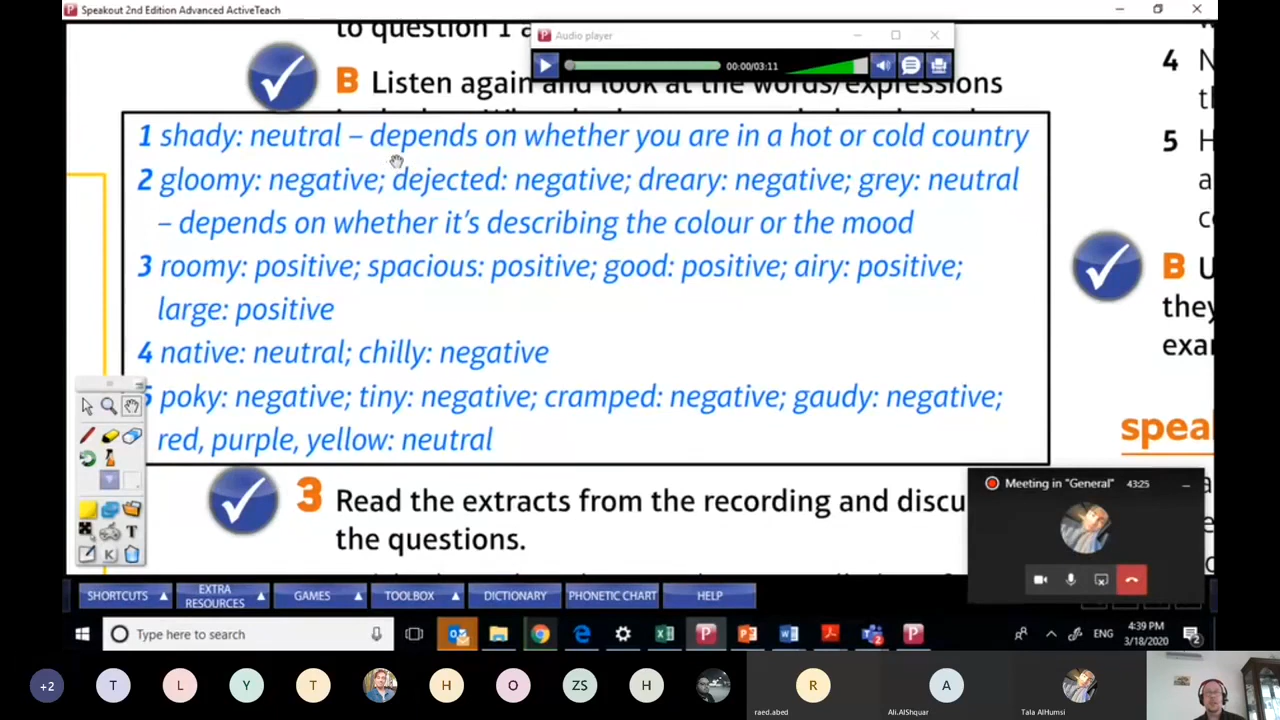 Speakout 2nd Edition Advanced ActiveTeach
to question 1 a
Audio player
00:00/03:11
B Listen again and look at the words/expressions
1 shady: neutral – depends on whether you are in a hot or cold country
2 gloomy: negative; dejected: negative; dreary: negative; grey: neutral
– depends on whether it's describing the colour or the mood
3 roomy: positive; spacious: positive; good: positive; airy: positive;
large: positive
4 native: neutral; chilly: negative
poky: negative; tiny: negative; cramped: negative; gaudy: negative;
red, purple, yellow: neutral
3 Read the extracts from the recording and discu
the questions.
4 N
th
5 H
a
c
B U
they
exar
spea
Meeting in "General" 43:25
SHORTCUTS
EXTRA RESOURCES
GAMES
TOOLBOX
DICTIONARY
PHONETIC CHART
HELP
Type here to search
ENG
4:39 PM
3/18/2020
2
+2
T
L
Y
T
H
O
ZS
H
R
raed.abed
A
Ali.AlShquar
Tala AlHumsi